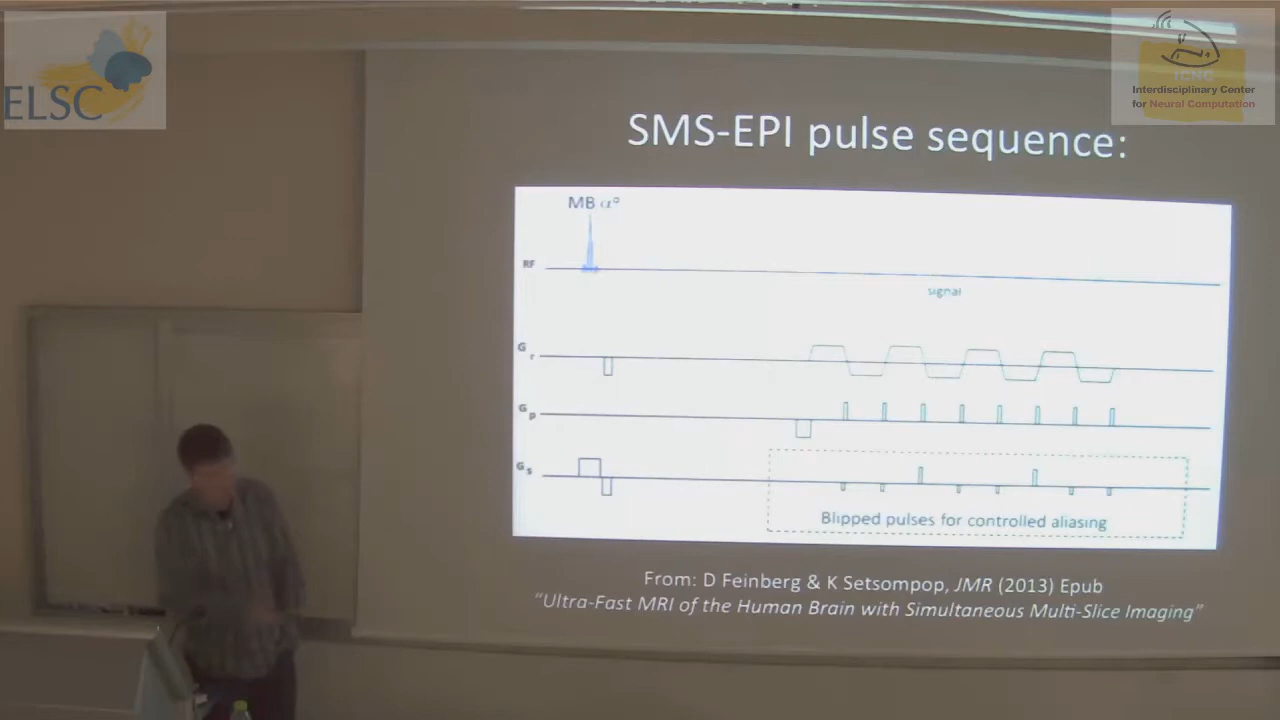 ELSC
ICNC
Interdisciplinary Center
for Neural Computation
SMS-EPI pulse sequence:
MB α°
RF
signal
G r
G p
G s
Blipped pulses for controlled aliasing
From: D Feinberg & K Setsompop, JMR (2013) Epub
“Ultra-Fast MRI of the Human Brain with Simultaneous Multi-Slice Imaging”